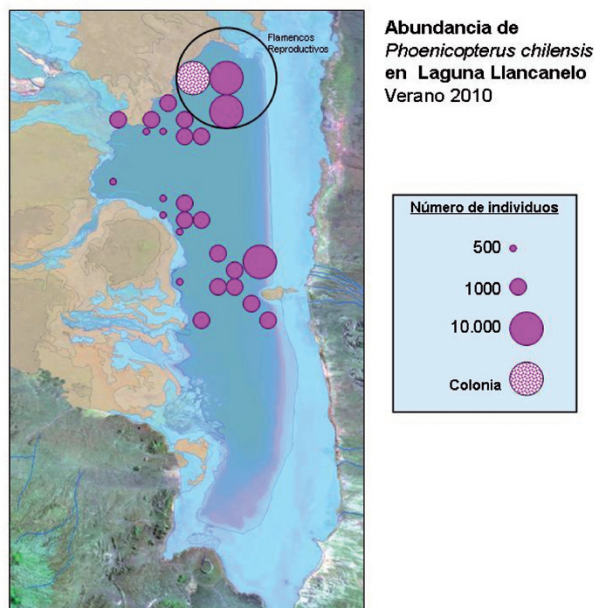 Flamencos
Reproductivos
Abundancia de
Phoenicopterus chilensis
en Laguna Llancanelo
Verano 2010
Número de individuos
500
1000
10.000
Colonia